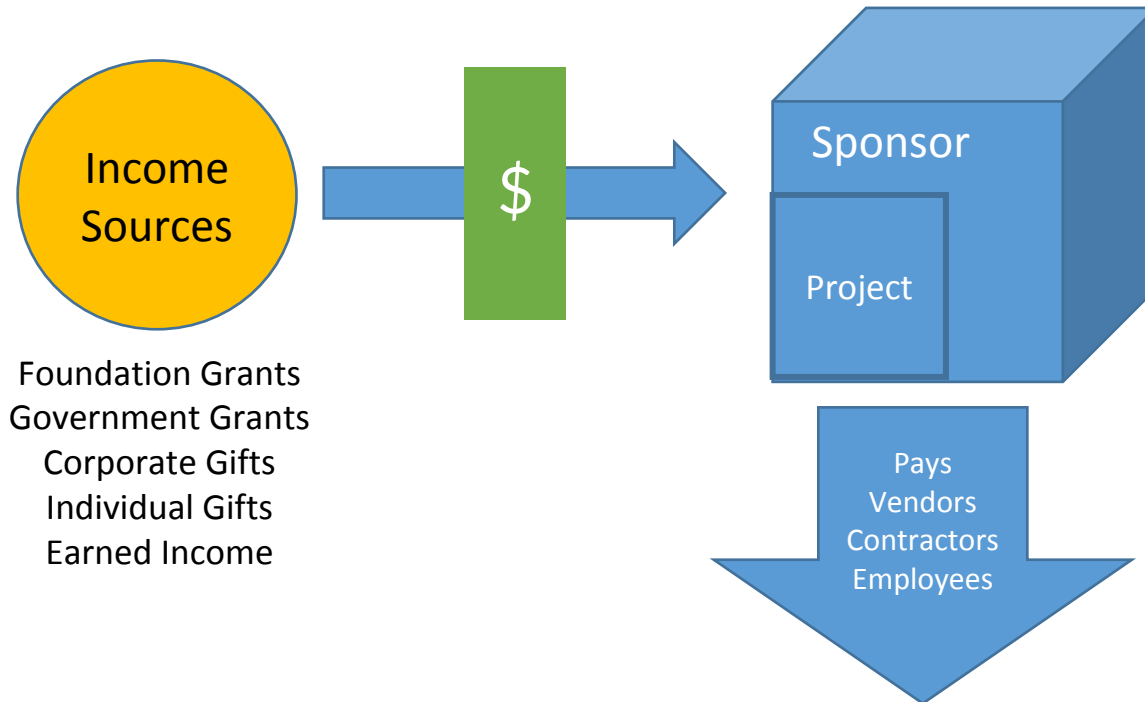 Income
Sources
Foundation Grants
Government Grants
Corporate Gifts
Individual Gifts
Earned Income
$
Sponsor
Project
Pays
Vendors
Contractors
Employees